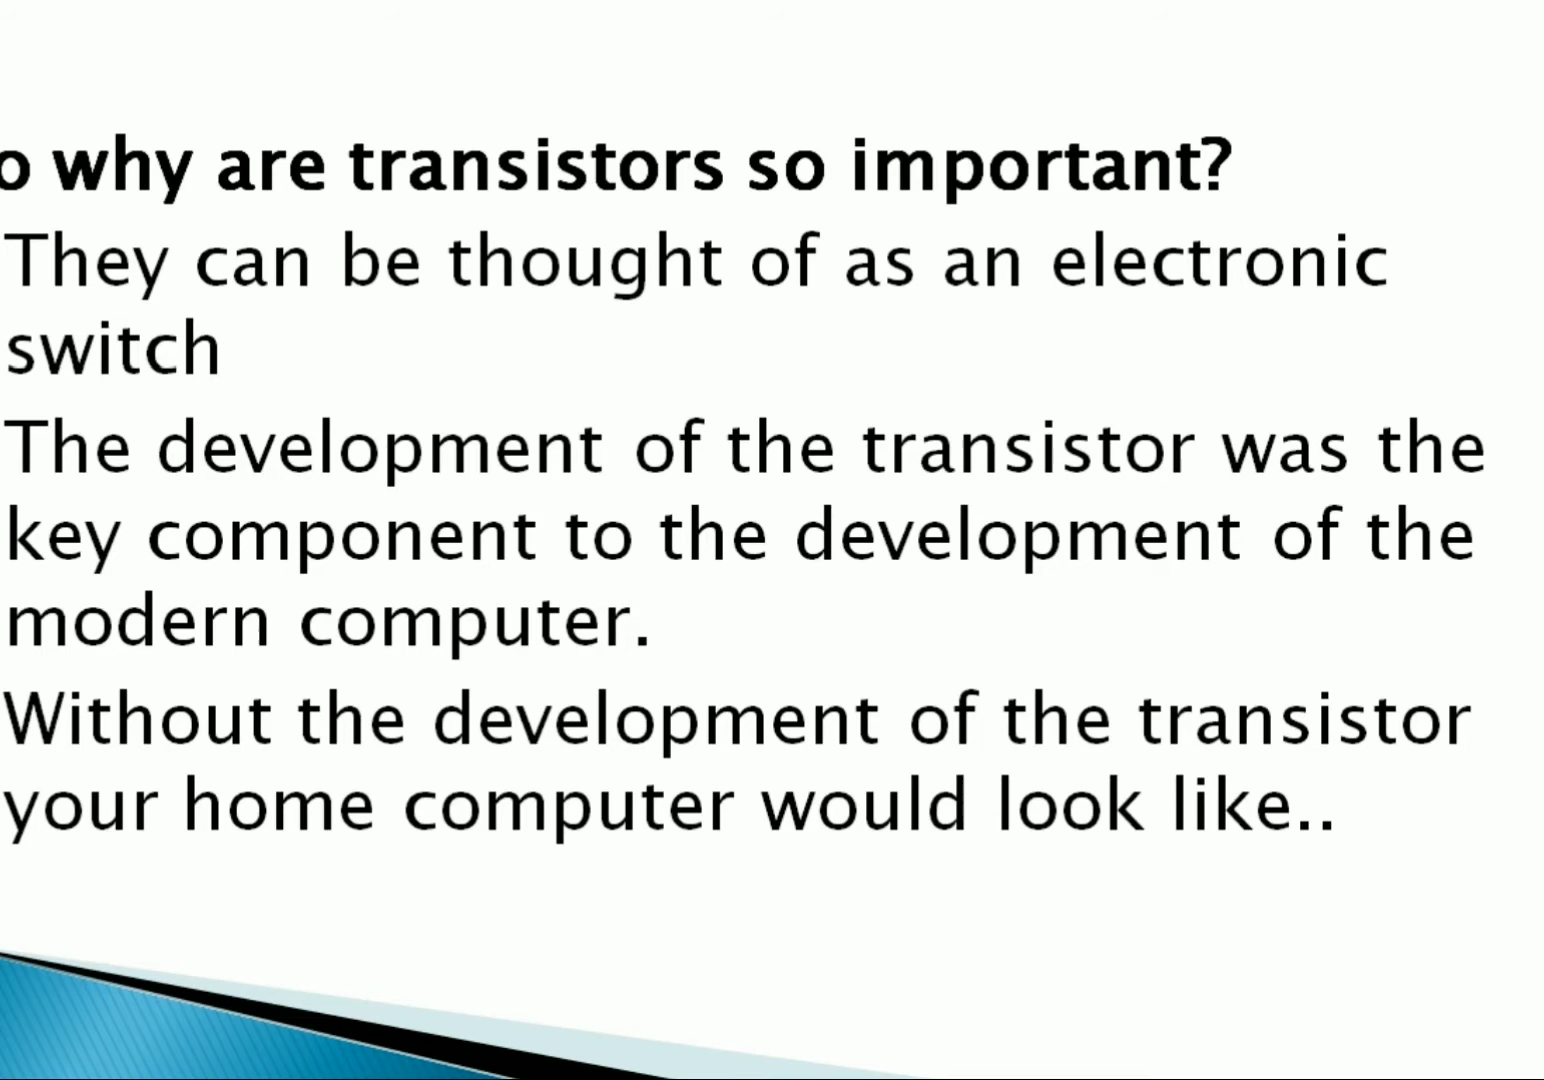 o why are transistors so important?
They can be thought of as an electronic
switch
The development of the transistor was the
key component to the development of the
modern computer.
Without the development of the transistor
your home computer would look like..